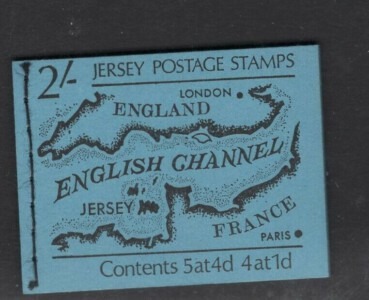 2/- JERSEY POSTAGE STAMPS
LONDON
ENGLAND
ENGLISH CHANNEL
JERSEY
FRANCE
PARIS
Contents 5at4d 4at1d